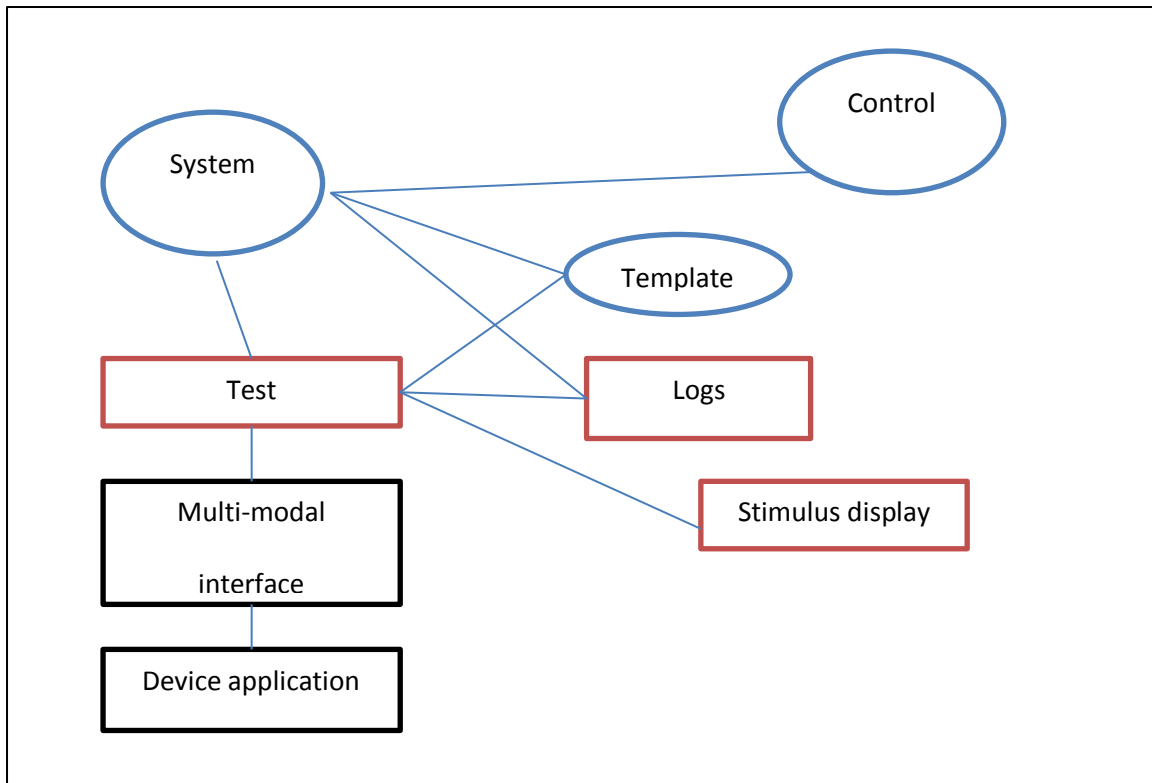 Control
System
Template
Test
Logs
Multi-modal
interface
Stimulus display
Device application